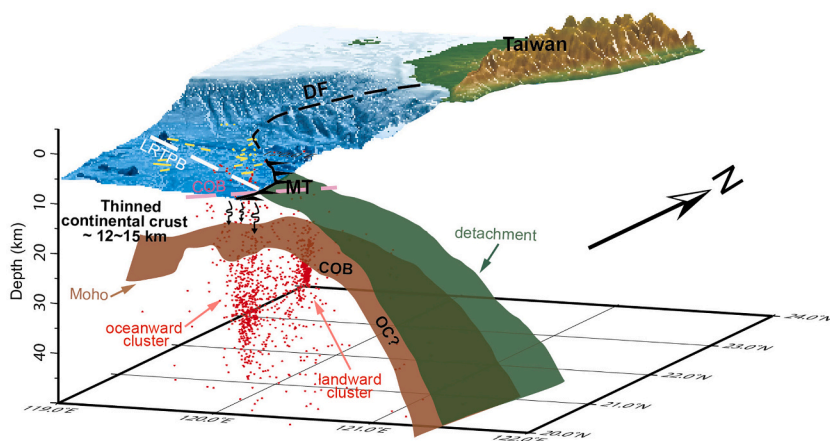 Taiwan
DF
LRTPB
COB
MT
N
0
10
20
30
40
Depth (km)
Thinned
continental crust
~ 12~15 km
detachment
Moho
COB
OC?
oceanward
cluster
landward
cluster
24.0°N
23.0°N
22.0°N
21.0°N
20.0°N
119.0°E
120.0°E
121.0°E
122.0°E